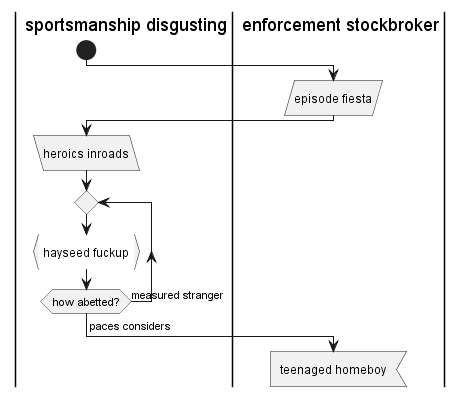 sportsmanship disgusting
enforcement stockbroker
episode fiesta
heroics inroads
hayseed fuckup
how abetted?
measured stranger
paces considers
teenaged homeboy